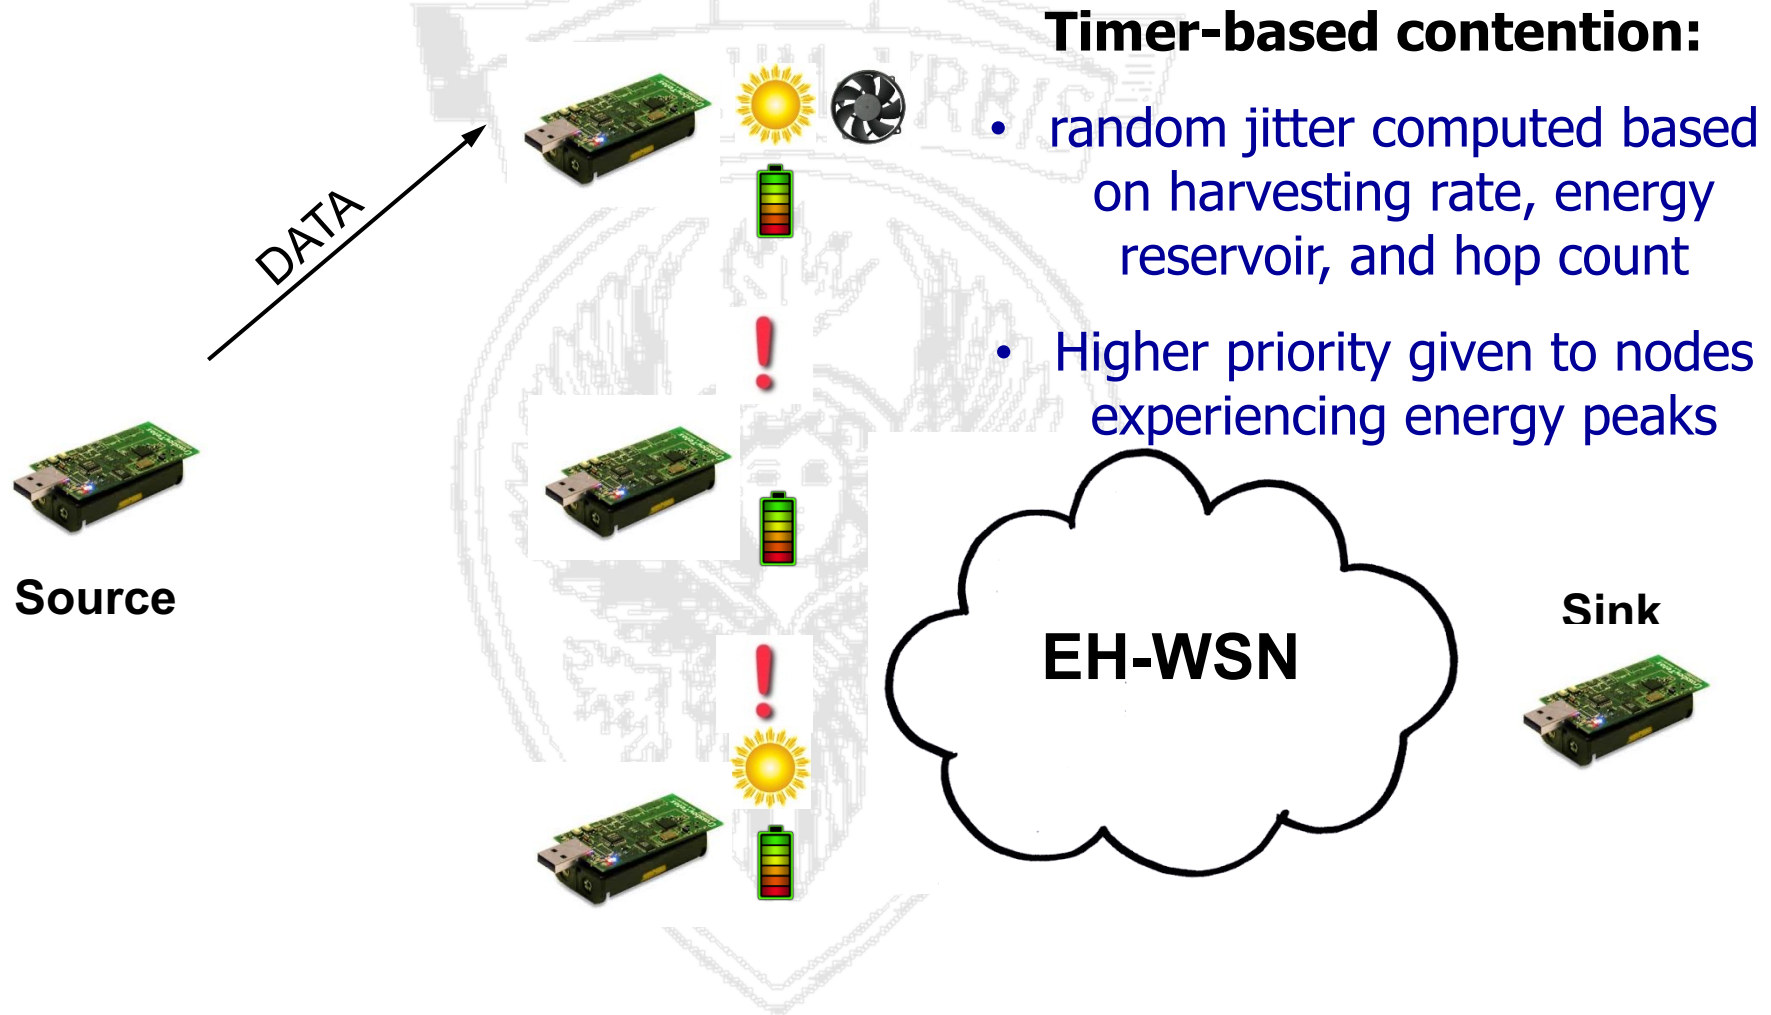 Timer-based contention:
• random jitter computed based
on harvesting rate, energy
reservoir, and hop count
• Higher priority given to nodes
experiencing energy peaks
DATA
Source
EH-WSN
Sink